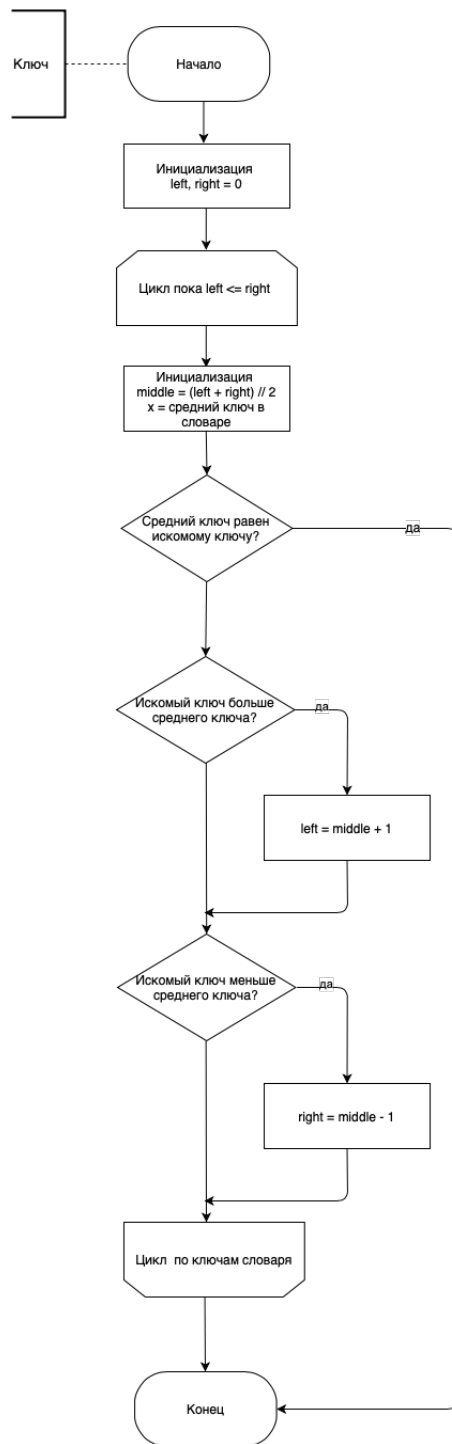 Ключ
Начало
Инициализация
left, right = 0
Цикл пока left <= right
Инициализация
middle = (left + right) // 2
x = средний ключ в
словаре
Средний ключ равен
искомому ключу?
да
Искомый ключ больше
среднего ключа?
да
left = middle + 1
Искомый ключ меньше
среднего ключа?
да
right = middle - 1
Цикл по ключам словаря
Конец